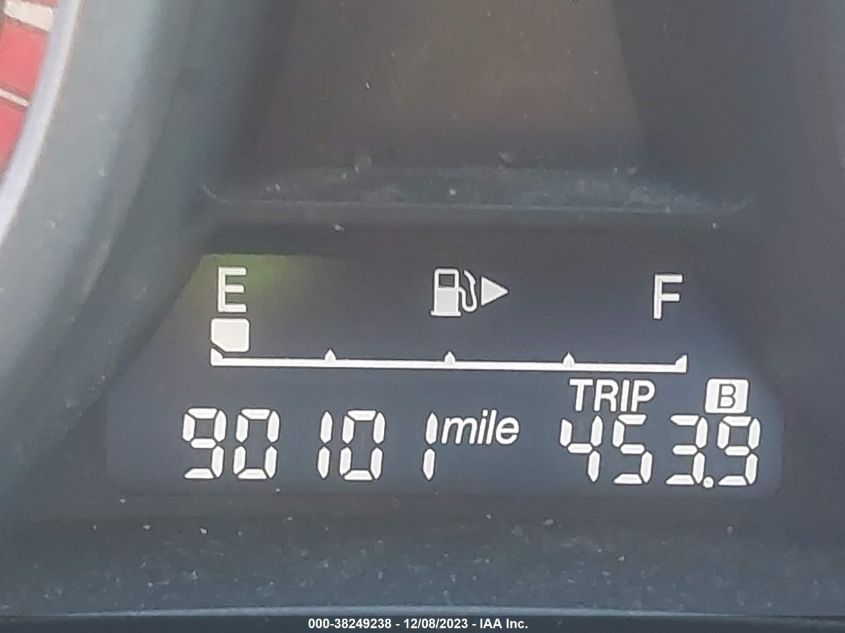 E F
TRIP B
90101 mile 453.9
000-38249238 - 12/08/2023 - IAA Inc.